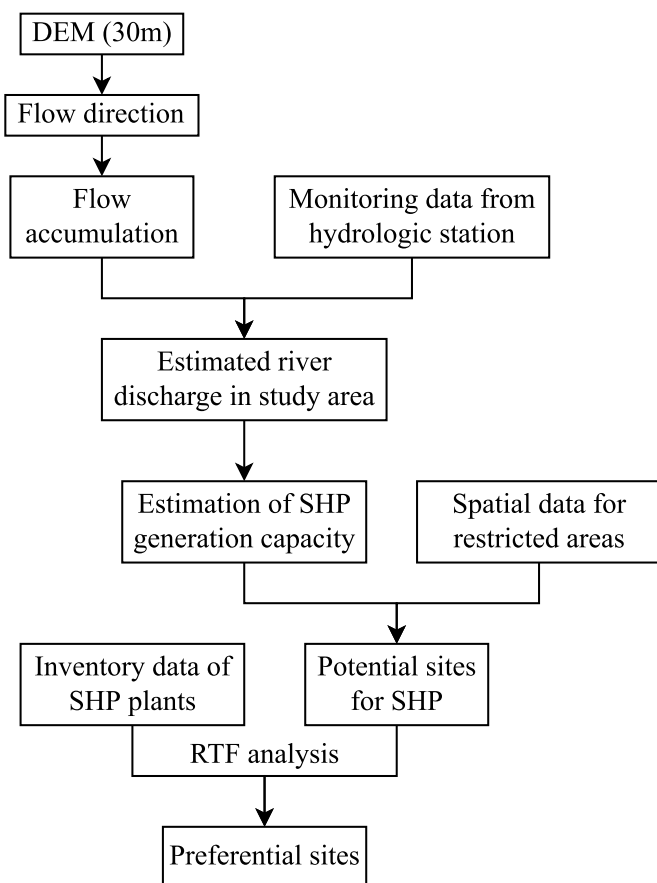 DEM (30m)
Flow direction
Flow
accumulation
Monitoring data from
hydrologic station
Estimated river
discharge in study area
Estimation of SHP
generation capacity
Spatial data for
restricted areas
Inventory data of
SHP plants
Potential sites
for SHP
RTF analysis
Preferential sites